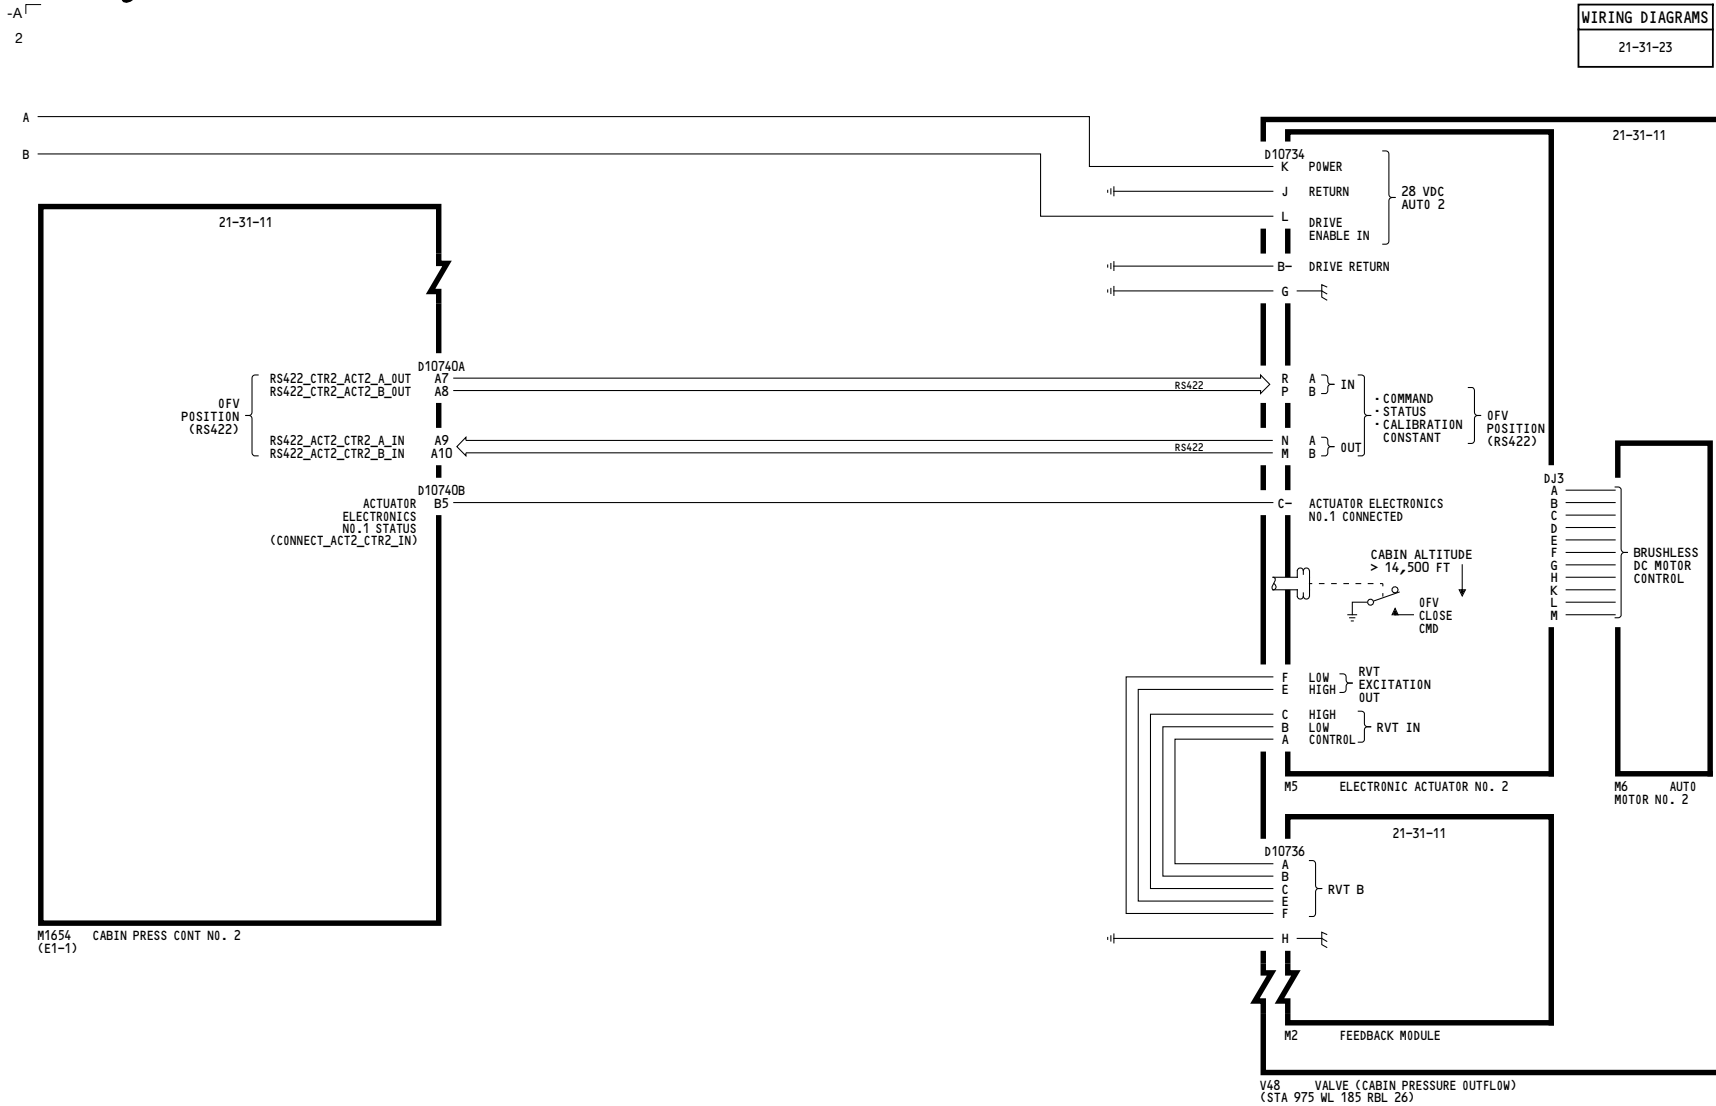 -A
2
WIRING DIAGRAMS
21-31-23
A
B
21-31-11
21-31-11
D10740A
RS422_CTR2_ACT2_A_OUT A7
RS422_CTR2_ACT2_B_OUT A8
OFV
POSITION
(RS422)
RS422_ACT2_CTR2_A_IN A9
RS422_ACT2_CTR2_B_IN A10
D10740B
ACTUATOR B5
ELECTRONICS
NO.1 STATUS
(CONNECT_ACT2_CTR2_IN)
M1654 CABIN PRESS CONT NO. 2
(E1-1)
RS422
RS422
D10734
K POWER
J RETURN
L DRIVE
ENABLE IN
28 VDC
AUTO 2
B- DRIVE RETURN
G
R A
P B
IN
N A
M B
OUT
- COMMAND
- STATUS
- CALIBRATION
CONSTANT
OFV
POSITION
(RS422)
C- ACTUATOR ELECTRONICS
NO.1 CONNECTED
CABIN ALTITUDE
> 14,500 FT
OFV
CLOSE
CMD
F LOW
E HIGH
RVT
EXCITATION
OUT
C HIGH
B LOW
A CONTROL
RVT IN
M5 ELECTRONIC ACTUATOR NO. 2
DJ3
A
B
C
D
E
F
G
H
K
L
M
BRUSHLESS
DC MOTOR
CONTROL
M6 AUTO
MOTOR NO. 2
21-31-11
D10736
A
B
C
E
F
RVT B
H
M2 FEEDBACK MODULE
V48 VALVE (CABIN PRESSURE OUTFLOW)
(STA 975 WL 185 RBL 26)